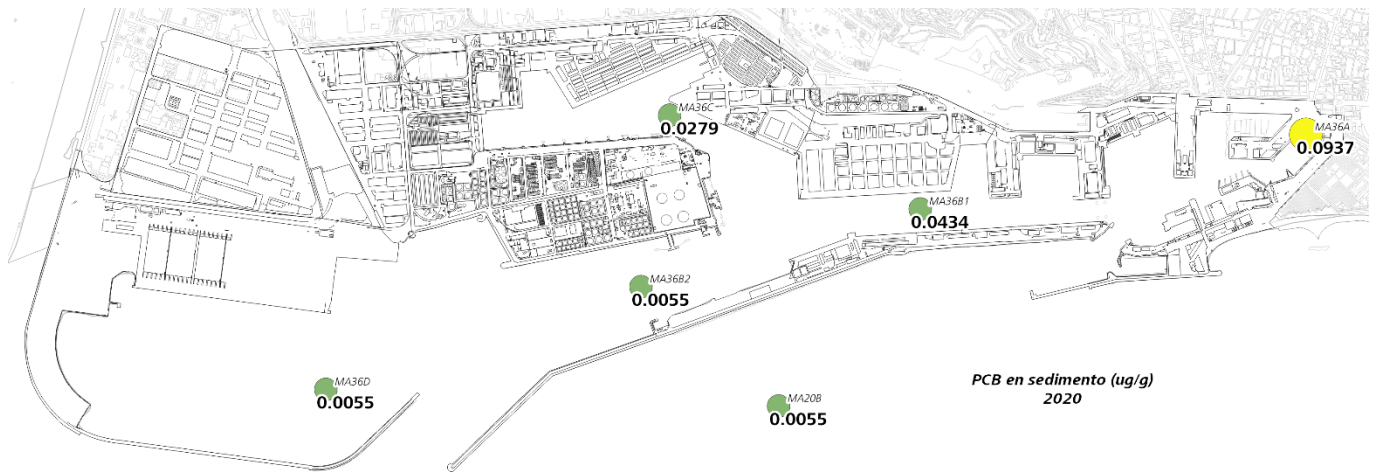 MA36C
0.0279
MA36A
0.0937
MA36B1
0.0434
MA36B2
0.0055
MA36D
0.0055
MA20B
0.0055
PCB en sedimento (ug/g)
2020